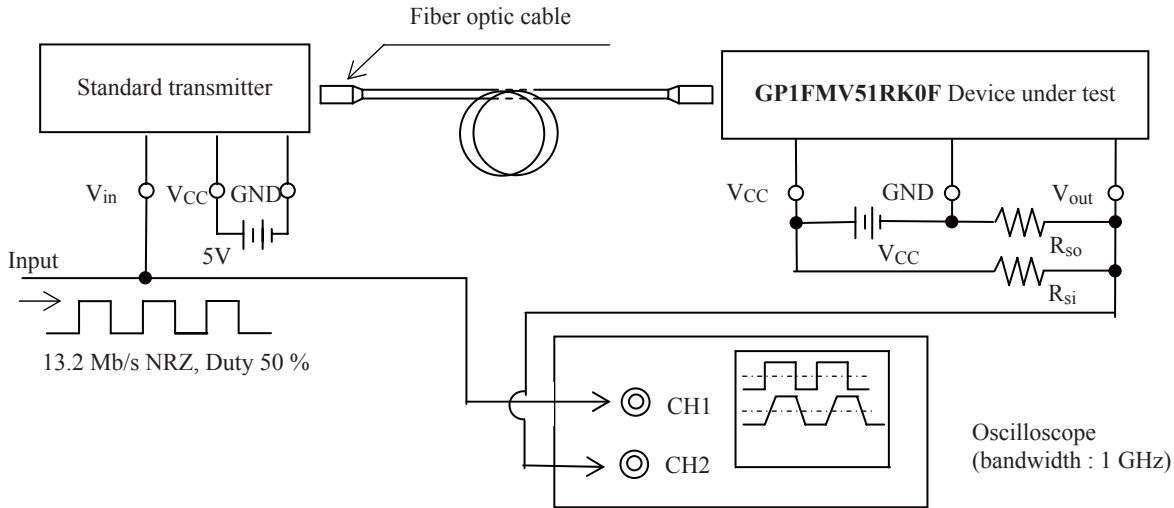 Fiber optic cable
Standard transmitter
GP1FMV51RK0F Device under test
Vin
VCC
GND
5V
VCC
GND
Vout
Rso
VCC
Rsi
Input
13.2 Mb/s NRZ, Duty 50 %
CH1
CH2
Oscilloscope
(bandwidth : 1 GHz)